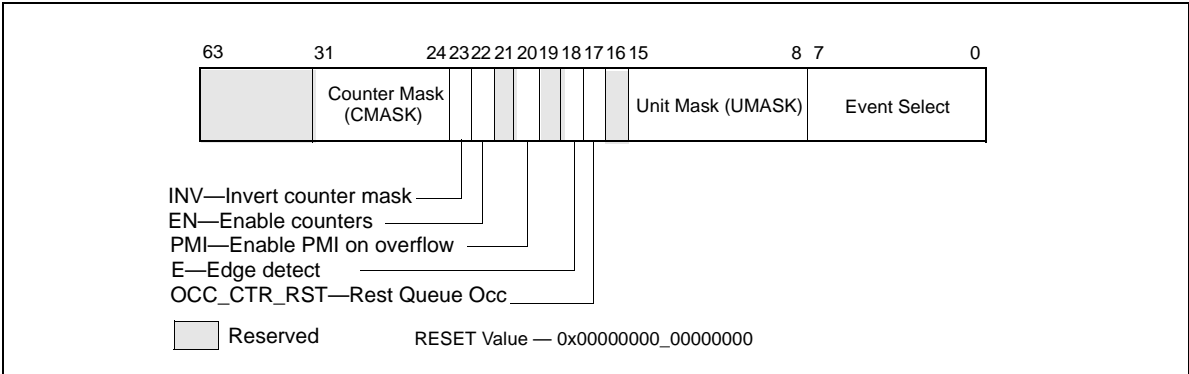 63 31 24 23 22 21 20 19 18 17 16 15 8 7 0
Counter Mask (CMASK)
Unit Mask (UMASK)
Event Select
INV—Invert counter mask
EN—Enable counters
PMI—Enable PMI on overflow
E—Edge detect
OCC_CTR_RST—Rest Queue Occ
Reserved
RESET Value — 0x00000000_00000000